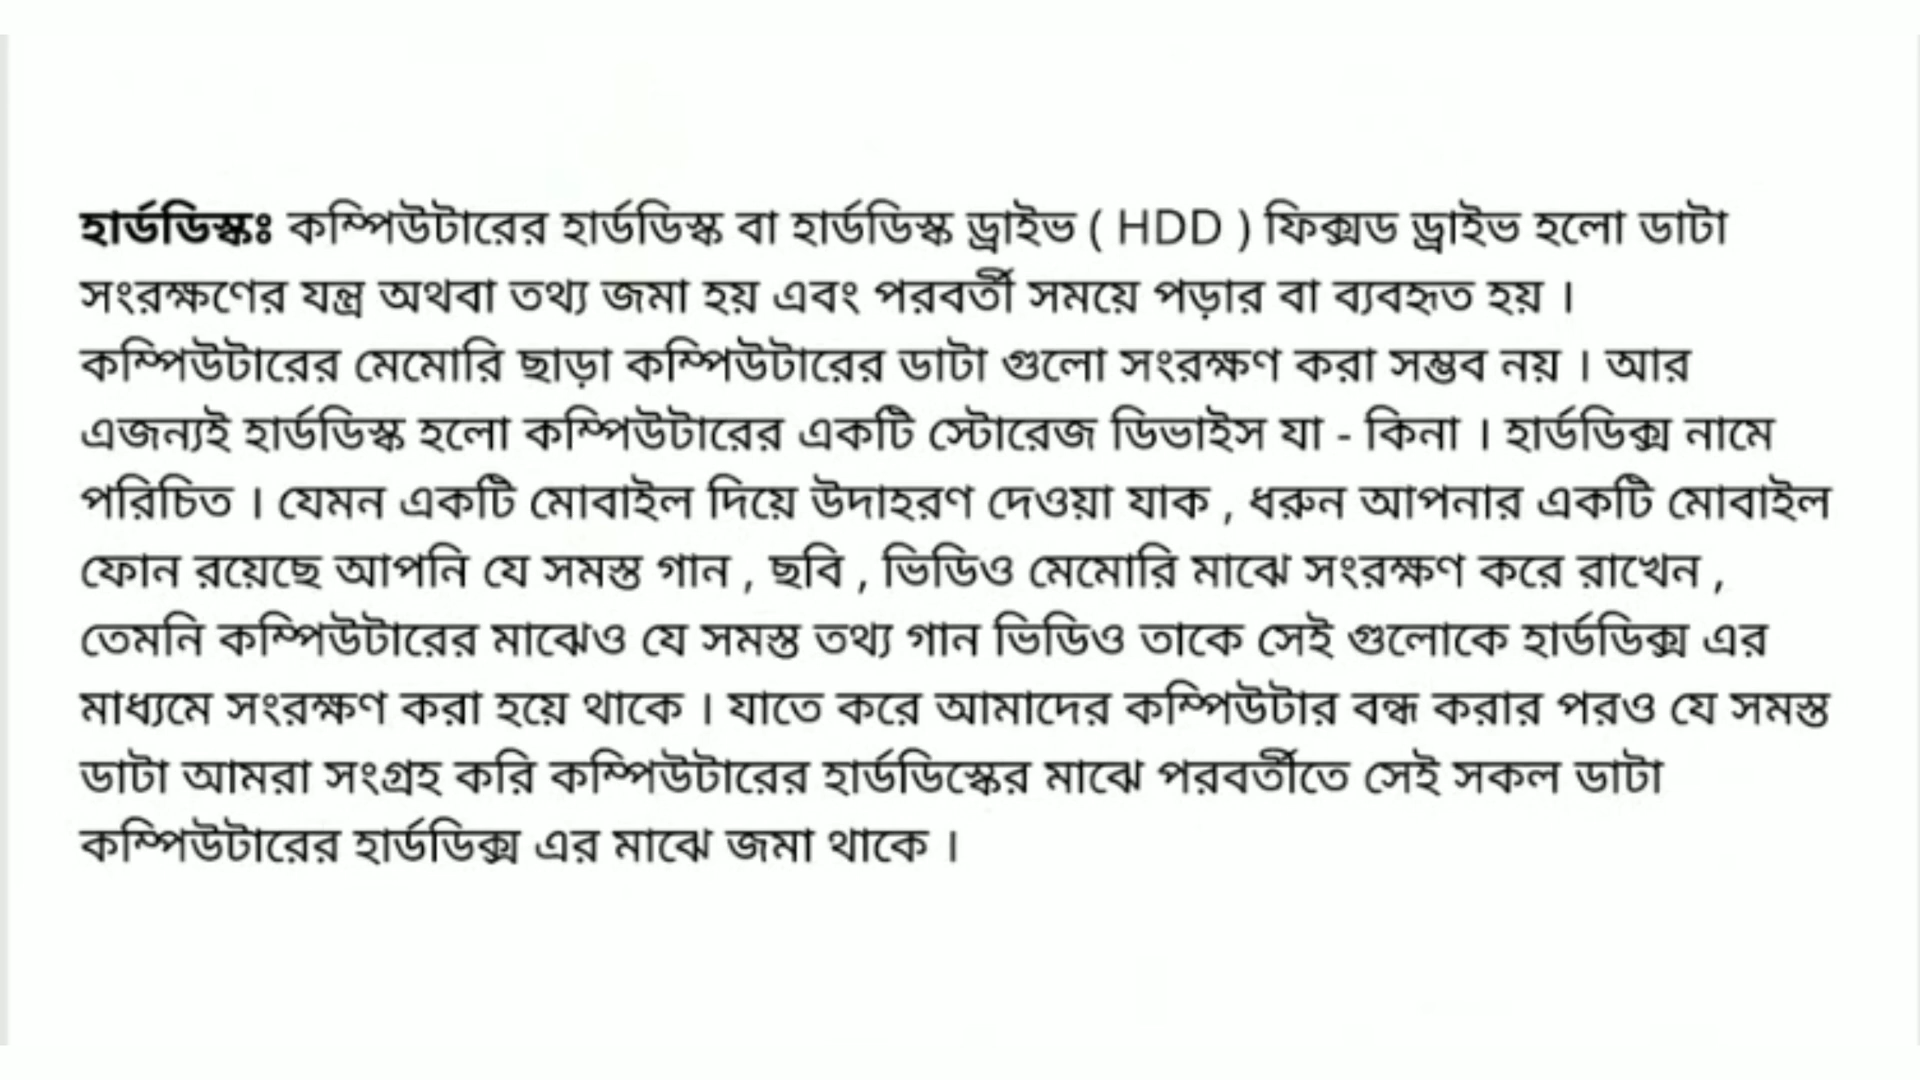 হার্ডডিস্কঃ কম্পিউটারের হার্ডডিস্ক বা হার্ডডিস্ক ড্রাইভ ( HDD ) ফিক্সড ড্রাইভ হলো ডাটা
সংরক্ষণের যন্ত্র অথবা তথ্য জমা হয় এবং পরবর্তী সময়ে পড়ার বা ব্যবহৃত হয় ।
কম্পিউটারের মেমোরি ছাড়া কম্পিউটারের ডাটা গুলো সংরক্ষণ করা সম্ভব নয় । আর
এজন্যই হার্ডডিস্ক হলো কম্পিউটারের একটি স্টোরেজ ডিভাইস যা - কিনা । হার্ডডিক্স নামে
পরিচিত । যেমন একটি মোবাইল দিয়ে উদাহরণ দেওয়া যাক , ধরুন আপনার একটি মোবাইল
ফোন রয়েছে আপনি যে সমস্ত গান , ছবি , ভিডিও মেমোরি মাঝে সংরক্ষণ করে রাখেন ,
তেমনি কম্পিউটারের মাঝেও যে সমস্ত তথ্য গান ভিডিও তাকে সেই গুলোকে হার্ডডিক্স এর
মাধ্যমে সংরক্ষণ করা হয়ে থাকে । যাতে করে আমাদের কম্পিউটার বন্ধ করার পরও যে সমস্ত
ডাটা আমরা সংগ্রহ করি কম্পিউটারের হার্ডডিস্কের মাঝে পরবর্তীতে সেই সকল ডাটা
কম্পিউটারের হার্ডডিক্স এর মাঝে জমা থাকে ।